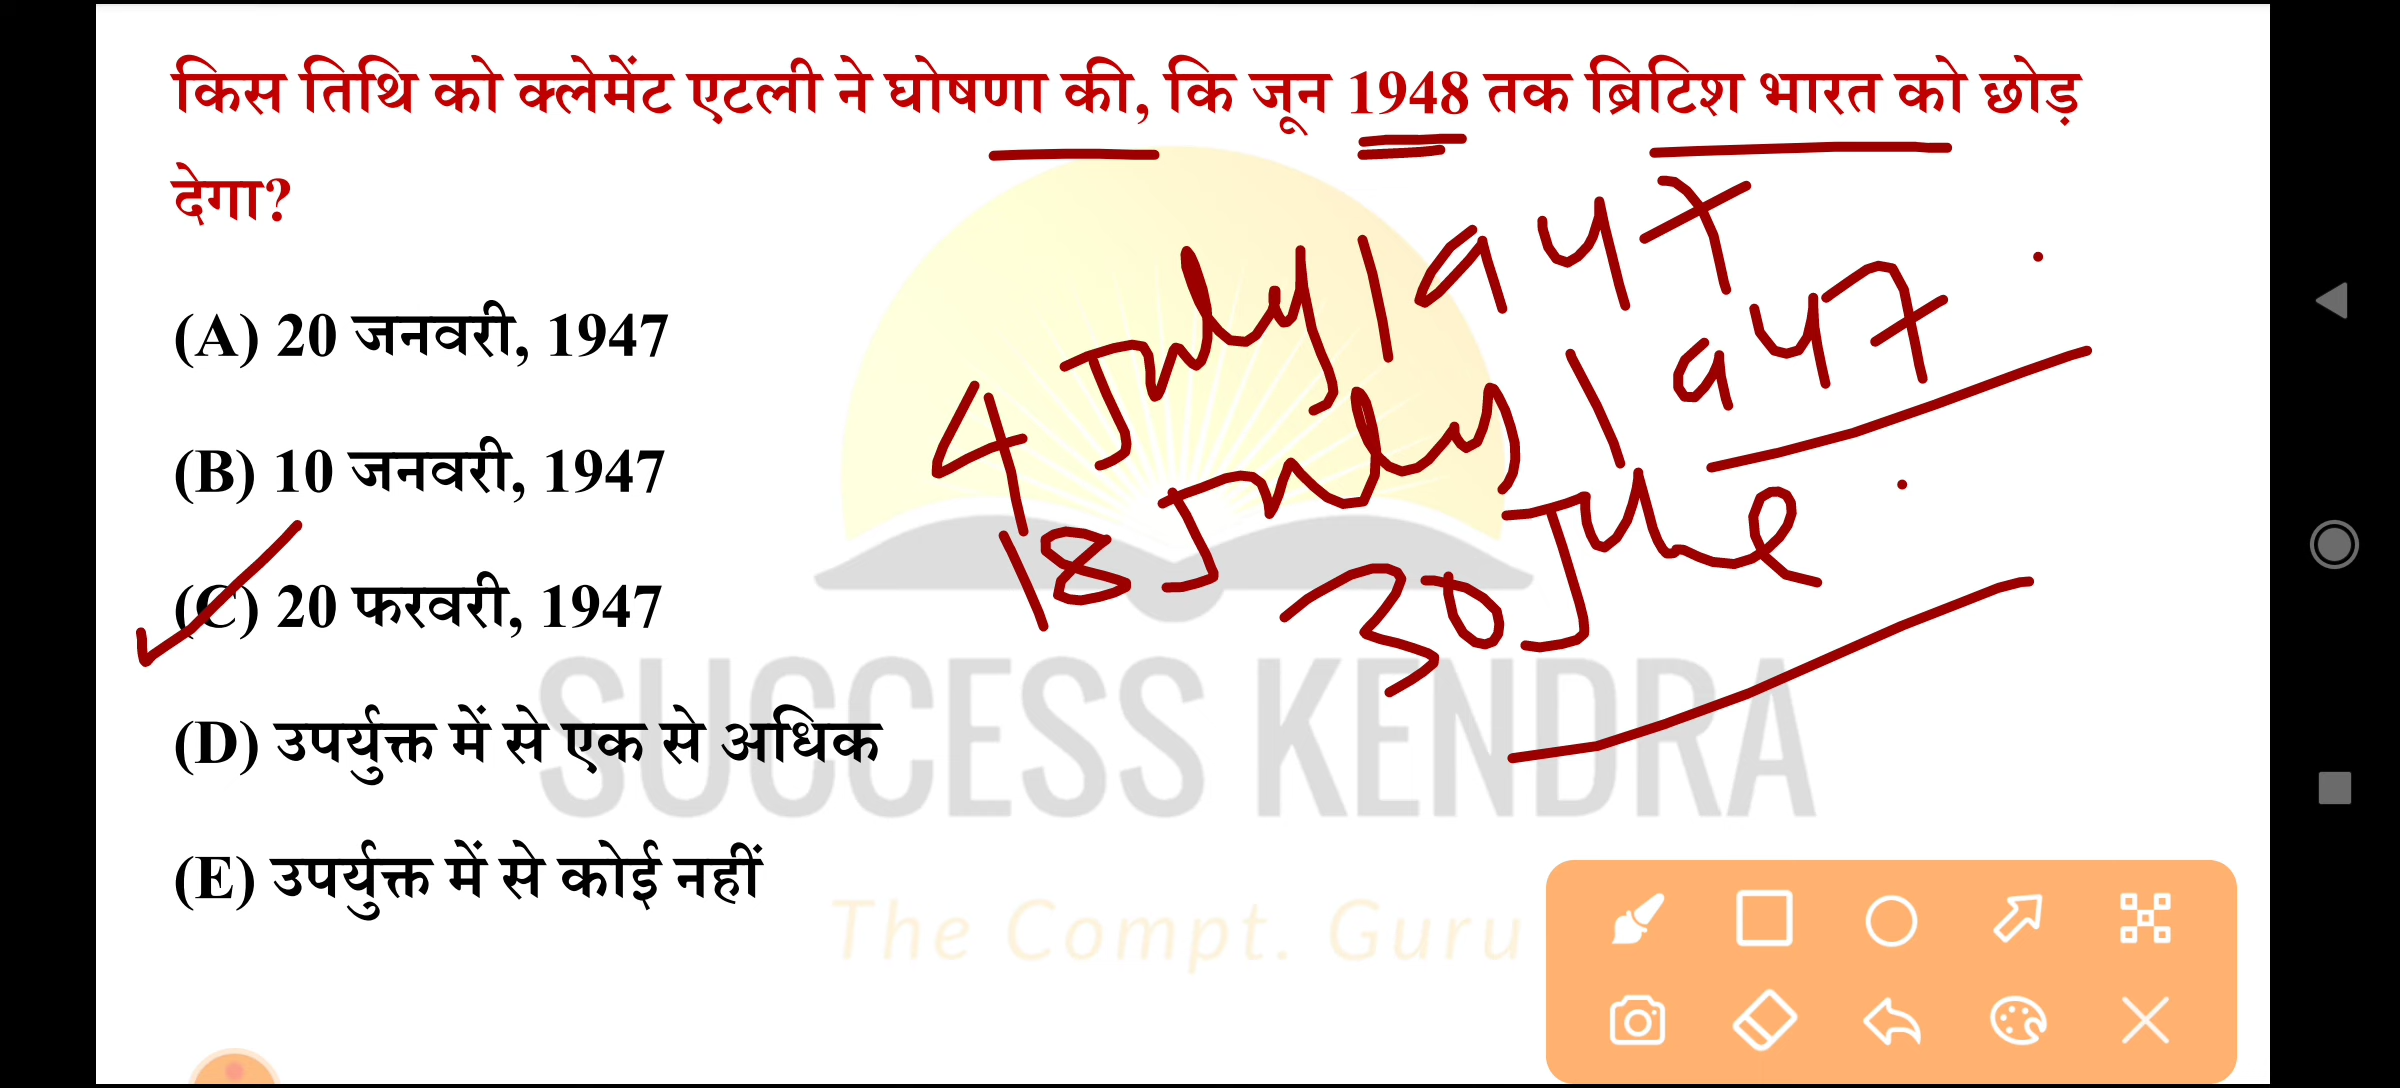 किस तिथि को क्लेमेंट एटली ने घोषणा की, कि जून 1948 तक ब्रिटिश भारत को छोड़
देगा?
(A) 20 जनवरी, 1947
(B) 10 जनवरी, 1947
(C) 20 फरवरी, 1947
(D) उपर्युक्त में से एक से अधिक
(E) उपर्युक्त में से कोई नहीं
4 July 1947
18 July 1947
30 June
SUCCESS KENDRA
The Compt. Guru